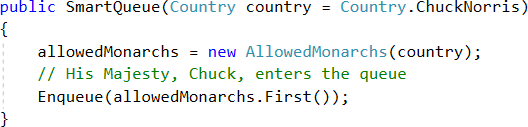 public SmartQueue(Country country = Country.ChuckNorris)
{
    allowedMonarchs = new AllowedMonarchs(country);
    // His Majesty, Chuck, enters the queue
    Enqueue(allowedMonarchs.First());
}